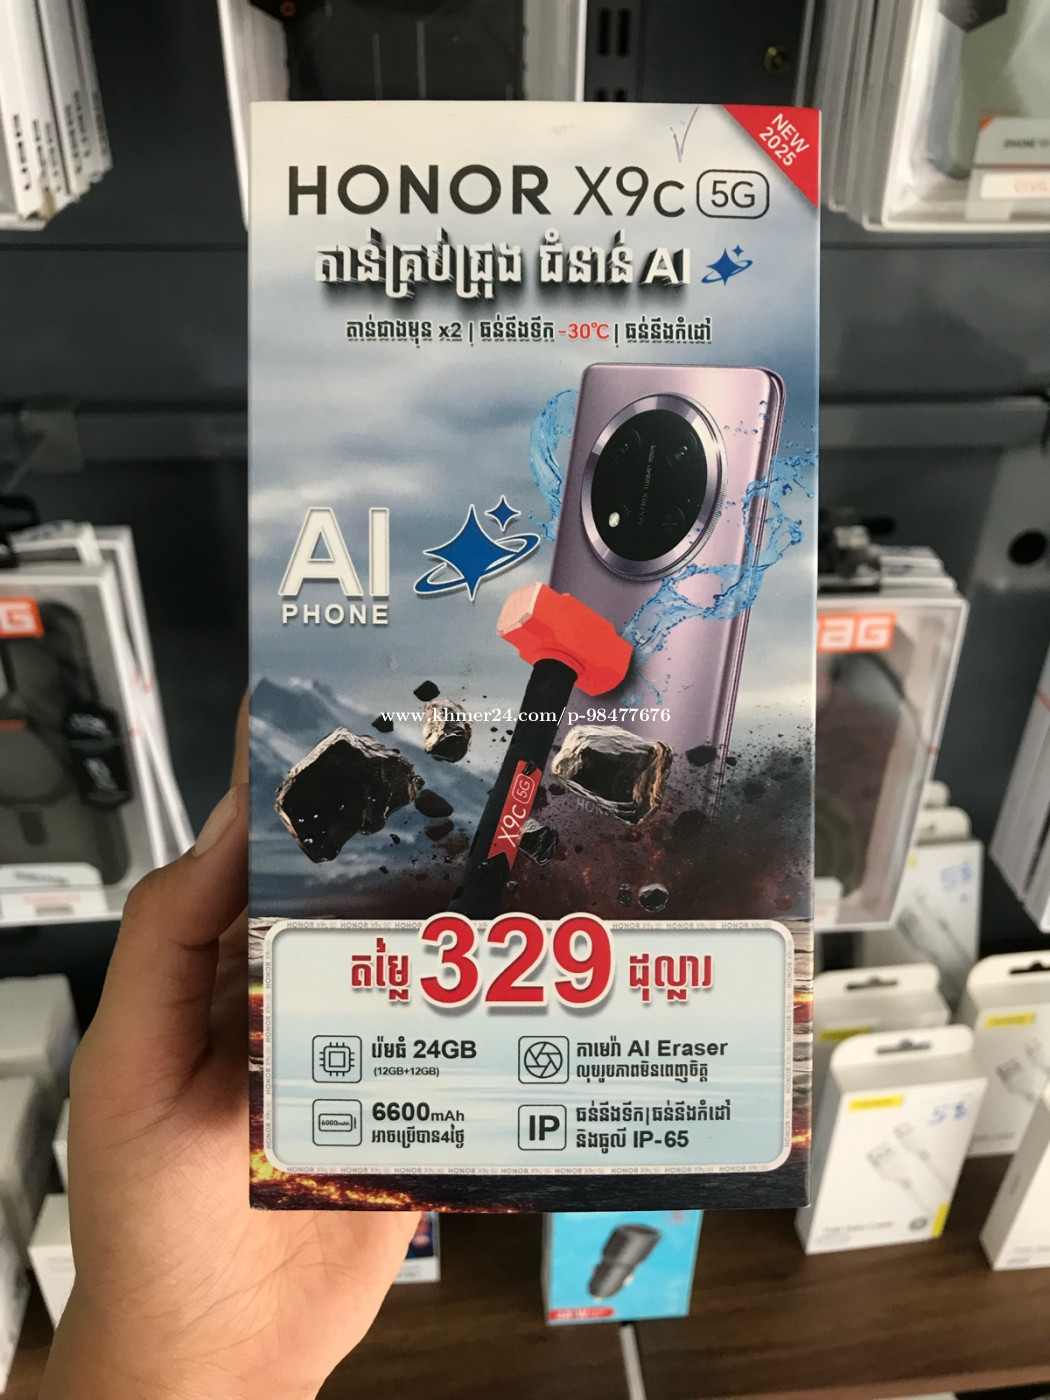 NEW
2025
HONOR X9c 5G
តាន់គ្រប់ជ្រុង ជំនាន់ AI
តាន់ជាងមុន x2 | ធន់នឹងទឹក -30°C | ធន់នឹងកំដៅ
AI
PHONE
www.khmer24.com/p-98477676
X9c 5G
តម្លៃ 329 ដុល្លារ
រ៉េមធំ 24GB
(12GB+12GB)
កាមេរ៉ា AI Eraser
លុបរូបភាពមិនពេញចិត្ត
6000mAh
6600mAh
អាចប្រើបាន4ថ្ងៃ
IP
ធន់នឹងទឹក|ធន់នឹងកំដៅ
និងធូលី IP-65